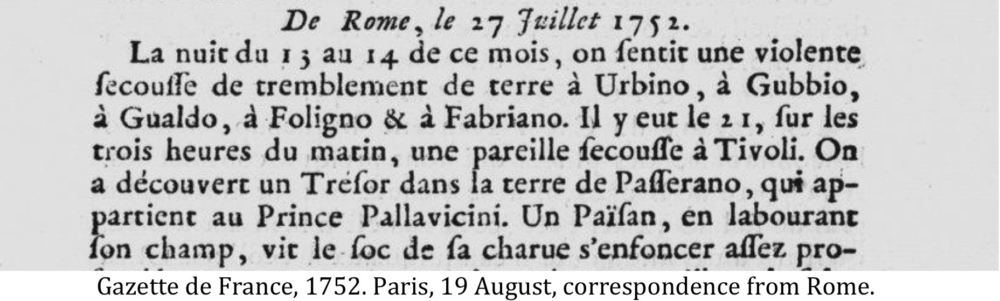 De Rome, le 27 Juillet 1752.
La nuit du 13 au 14 de ce mois, on ſentit une violente
ſecouſſe de tremblement de terre à Urbino, à Gubbio,
à Gualdo, à Foligno & à Fabriano. Il y eut le 21, ſur les
trois heures du matin, une pareille ſecouſſe à Tivoli. On
a découvert un Tréſor dans la terre de Paſſerano, qui ap-
partient au Prince Pallavicini. Un Païſan, en labourant
ſon champ, vit le ſoc de ſa charue s'enfoncer aſſez pro-
Gazette de France, 1752. Paris, 19 August, correspondence from Rome.